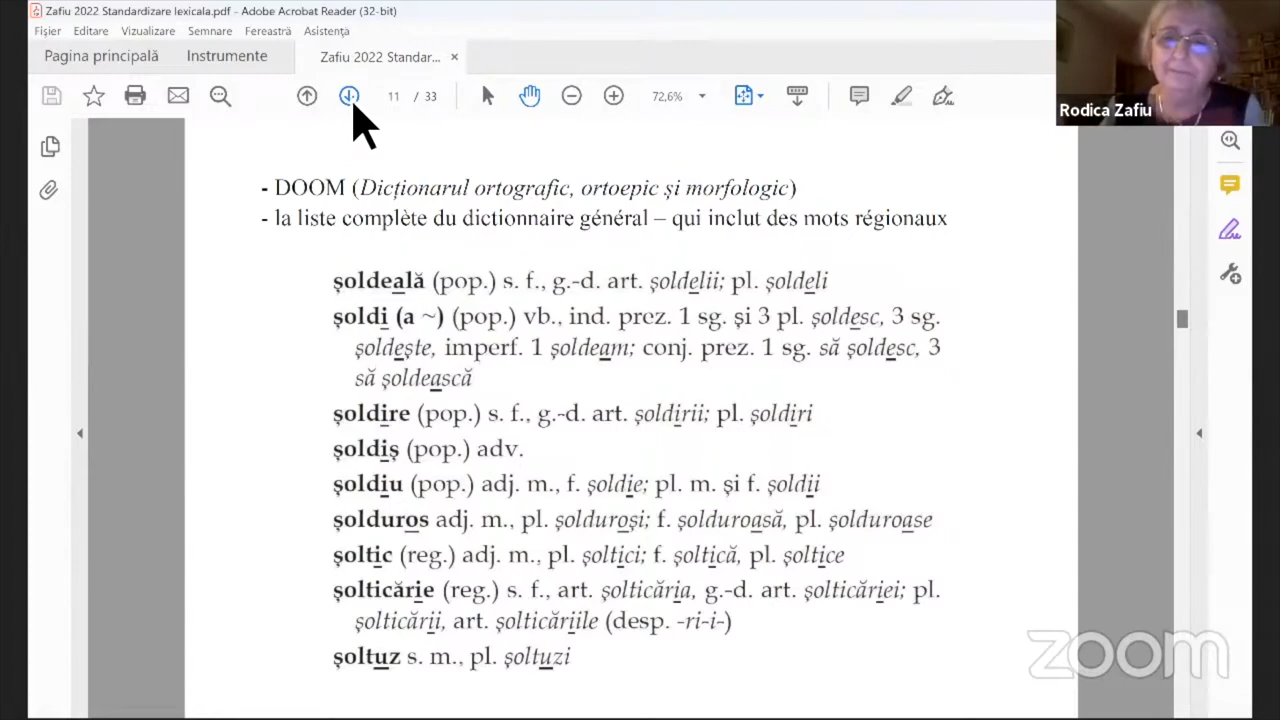 Zafiu 2022 Standardizare lexicala.pdf - Adobe Acrobat Reader (32-bit)
Fișier Editare Vizualizare Semnare Fereastră Asistenţa
Pagina principală Instrumente Zafiu 2022 Standar... ×
11 / 33 72,6%
Rodica Zafiu
- DOOM (Dicționarul ortografic, ortoepic și morfologic)
- la liste complète du dictionnaire général – qui inclut des mots régionaux
șoldeală (pop.) s. f., g.-d. art. șoldelii; pl. șoldeli
șoldi (a ~) (pop.) vb., ind. prez. 1 sg. și 3 pl. șoldesc, 3 sg.
șoldește, imperf. 1 șoldeam; conj. prez. 1 sg. să șoldesc, 3
să șoldească
șoldire (pop.) s. f., g.-d. art. șoldirii; pl. șoldiri
șoldiș (pop.) adv.
șoldiu (pop.) adj. m., f. șoldie; pl. m. și f. șoldii
șolduros adj. m., pl. șolduroși; f. șolduroasă, pl. șolduroase
șoltic (reg.) adj. m., pl. șoltici; f. șoltică, pl. șoltice
șolticărie (reg.) s. f., art. șolticăria, g.-d. art. șolticăriei; pl.
șolticării, art. șolticăriile (desp. -ri-i-)
șoltuz s. m., pl. șoltuzi
zoom